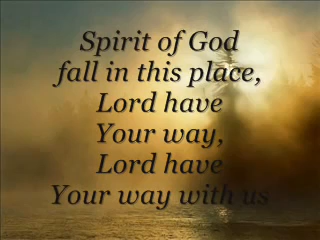 Spirit of God
fall in this place,
Lord have
Your way,
Lord have
Your way with us